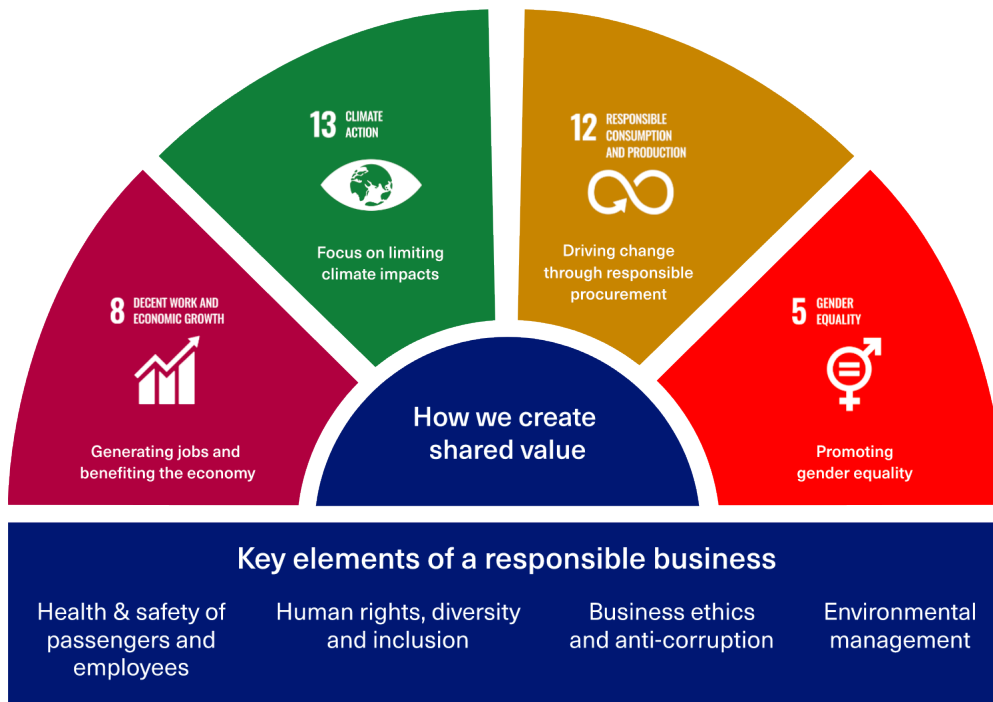 13 CLIMATE
ACTION
Focus on limiting
climate impacts
12 RESPONSIBLE
CONSUMPTION
AND PRODUCTION
Driving change
through responsible
procurement
8 DECENT WORK AND
ECONOMIC GROWTH
Generating jobs and
benefiting the economy
5 GENDER
EQUALITY
Promoting
gender equality
How we create
shared value
Key elements of a responsible business
Health & safety of
passengers and
employees
Human rights, diversity
and inclusion
Business ethics
and anti-corruption
Environmental
management